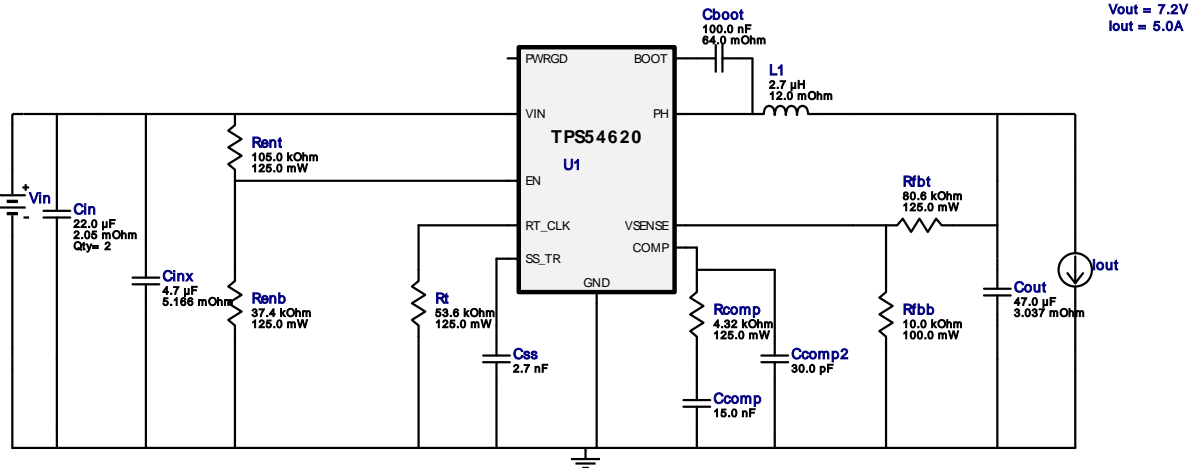 Vout = 7.2V
Iout = 5.0A
Cboot
100.0 nF
64.0 mOhm
L1
2.7 µH
12.0 mOhm
PWRGD
BOOT
VIN
PH
TPS54620
U1
EN
RT_CLK
VSENSE
SS_TR
COMP
GND
Rent
105.0 kOhm
125.0 mW
Vin
+
-
Cin
22.0 µF
2.05 mOhm
Qty= 2
Cinx
4.7 µF
5.166 mOhm
Renb
37.4 kOhm
125.0 mW
Rt
53.6 kOhm
125.0 mW
Css
2.7 nF
Rcomp
4.32 kOhm
125.0 mW
Ccomp2
30.0 pF
Ccomp
15.0 nF
Rfbt
80.6 kOhm
125.0 mW
Rfbb
10.0 kOhm
100.0 mW
Cout
47.0 µF
3.037 mOhm
Iout